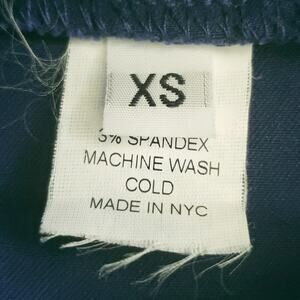 XS
3% SPANDEX
MACHINE WASH
COLD
MADE IN NYC